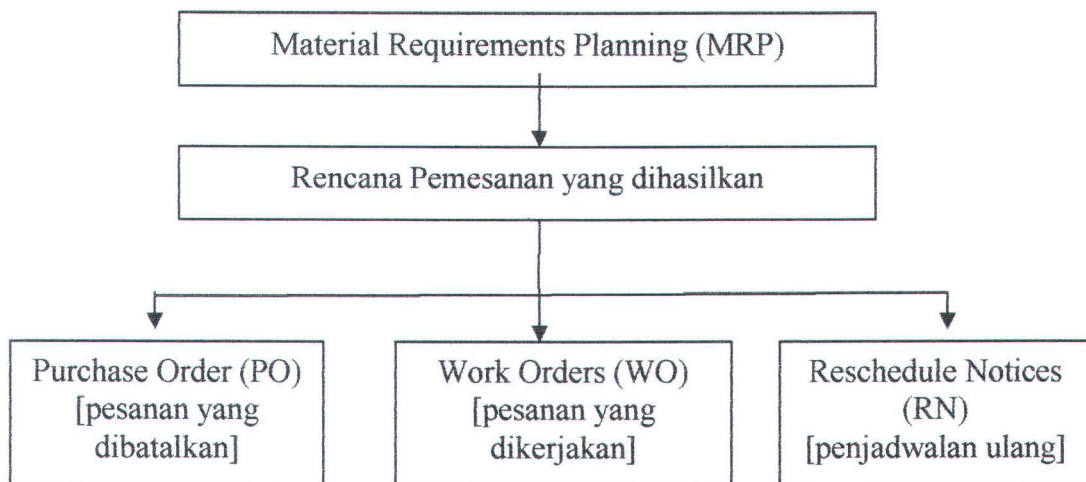 Material Requirements Planning (MRP)
Rencana Pemesanan yang dihasilkan
Purchase Order (PO)
[pesanan yang
dibatalkan]
Work Orders (WO)
[pesanan yang
dikerjakan]
Reschedule Notices
(RN)
[penjadwalan ulang]